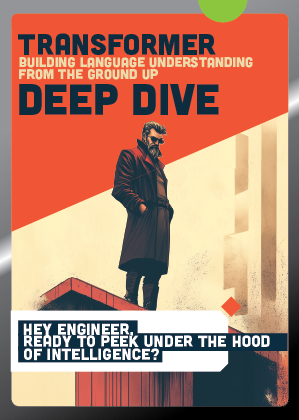 TRANSFORMER
BUILDING LANGUAGE UNDERSTANDING
FROM THE GROUND UP
DEEP DIVE
HEY ENGINEER,
READY TO PEEK UNDER THE HOOD
OF INTELLIGENCE?